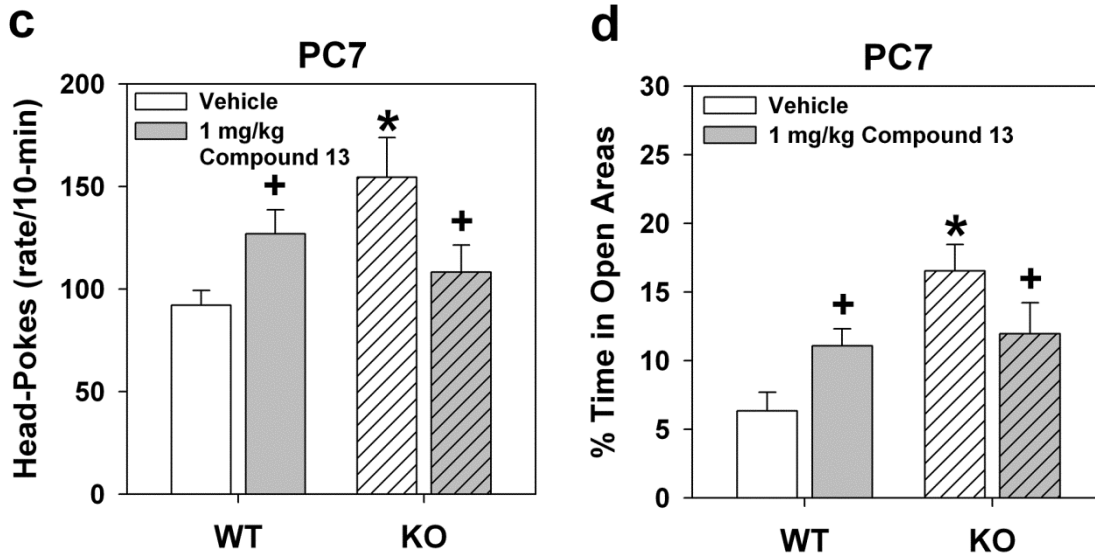 c
PC7
Head-Pokes (rate/10-min)
200
150
100
50
0
Vehicle
1 mg/kg
Compound 13
+
*
+
WT
KO
d
PC7
% Time in Open Areas
30
25
20
15
10
5
0
Vehicle
1 mg/kg Compound 13
+
*
+
WT
KO